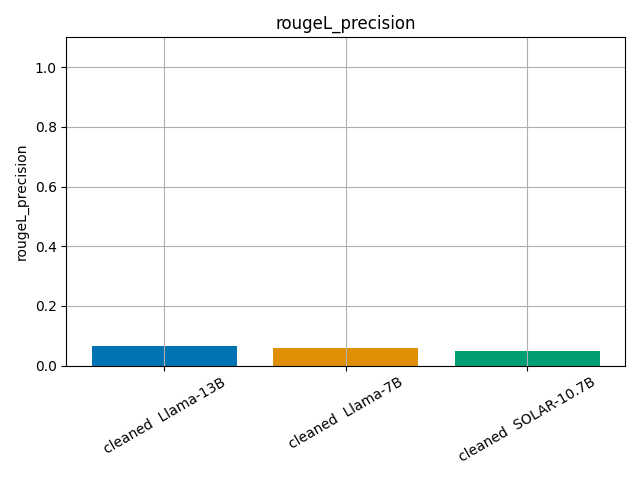 rougeL_precision
rougeL_precision
1.0
0.8
0.6
0.4
0.2
0.0
cleaned  Llama-13B
cleaned  Llama-7B
cleaned  SOLAR-10.7B